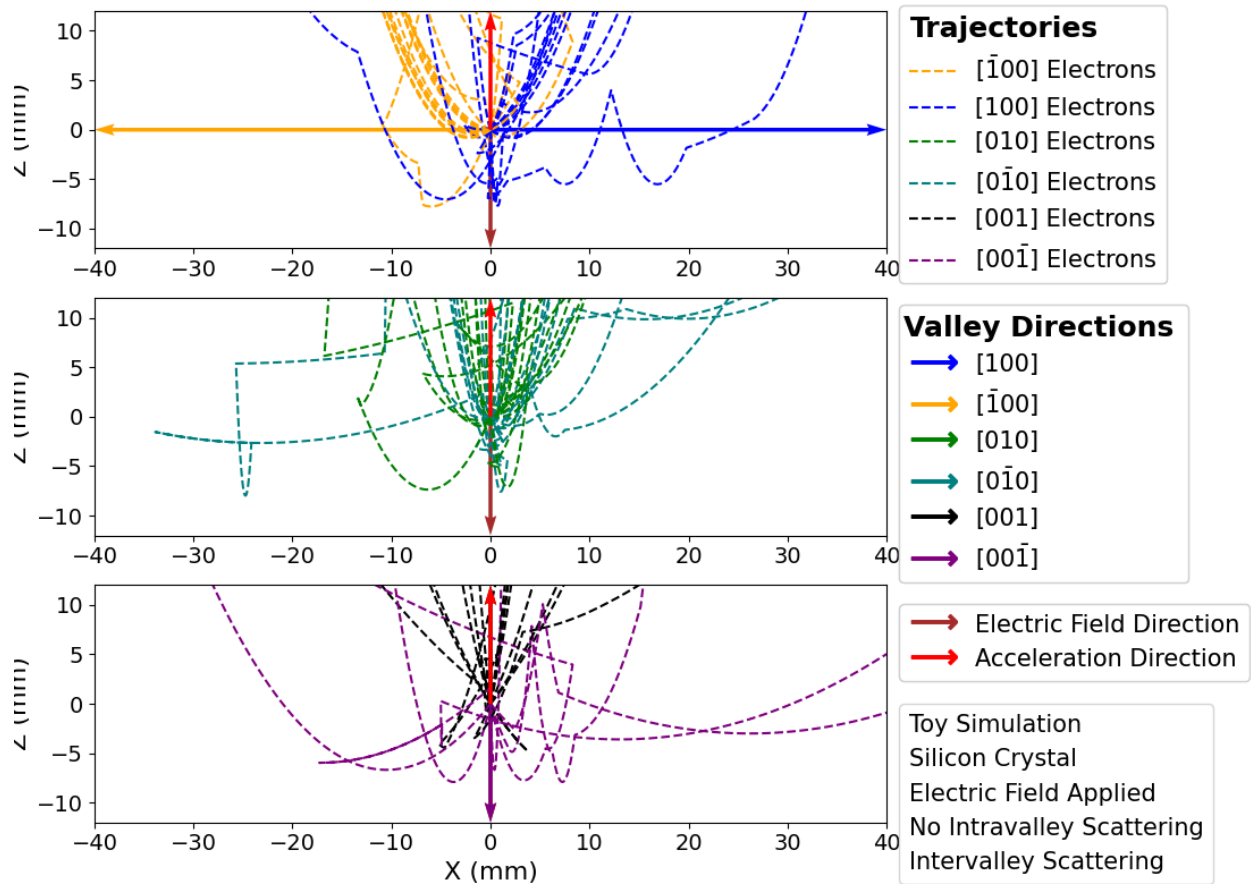 10
5
0
−5
−10
Z (mm)
−40 −30 −20 −10 0 10 20 30 40
10
5
0
−5
−10
Z (mm)
−40 −30 −20 −10 0 10 20 30 40
10
5
0
−5
−10
Z (mm)
−40 −30 −20 −10 0 10 20 30 40
X (mm)
Trajectories
[1̄00] Electrons
[100] Electrons
[010] Electrons
[01̄0] Electrons
[001] Electrons
[001̄] Electrons
Valley Directions
[100]
[1̄00]
[010]
[01̄0]
[001]
[001̄]
Electric Field Direction
Acceleration Direction
Toy Simulation
Silicon Crystal
Electric Field Applied
No Intravalley Scattering
Intervalley Scattering